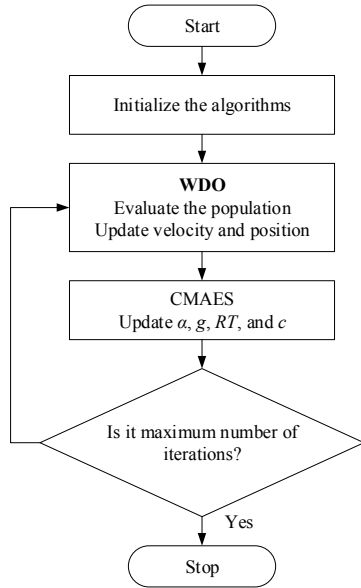 Start
Initialize the algorithms
WDO
Evaluate the population
Update velocity and position
CMAES
Update α, g, RT, and c
Is it maximum number of
iterations?
Yes
Stop